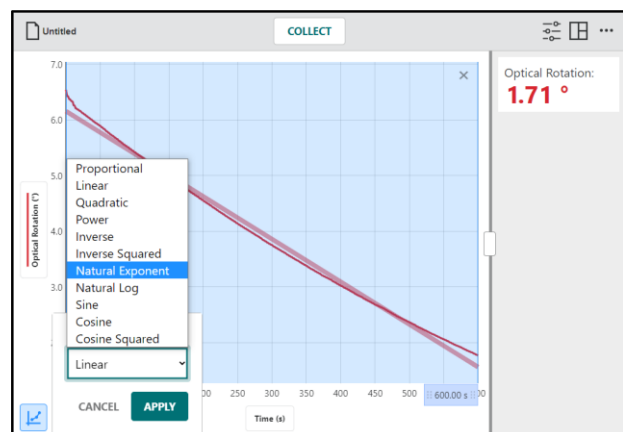 Untitled
COLLECT
Optical Rotation:
1.71 °
7.0
6.0
5.0
4.0
Optical Rotation (°)
Proportional
Linear
Quadratic
Power
Inverse
Inverse Squared
Natural Exponent
Natural Log
Sine
Cosine
Cosine Squared
Linear
CANCEL
APPLY
200
250
300
350
400
450
500
600.00 s
Time (s)